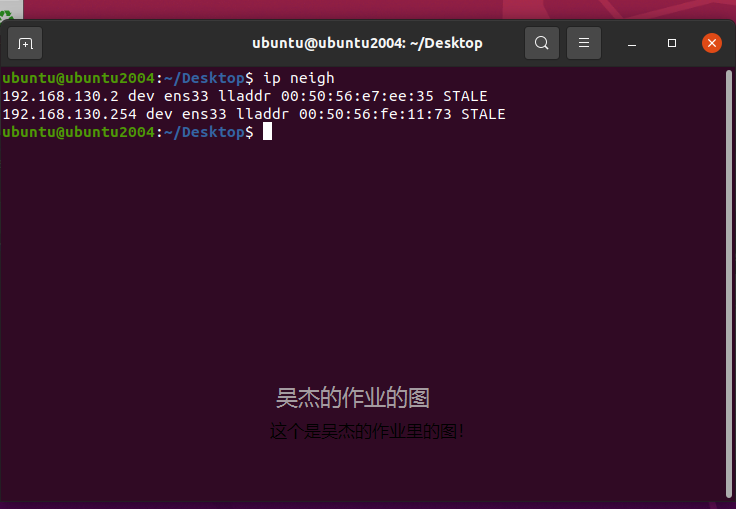 ubuntu@ubuntu2004: ~/Desktop
ubuntu@ubuntu2004:~/Desktop$ ip neigh
192.168.130.2 dev ens33 lladdr 00:50:56:e7:ee:35 STALE
192.168.130.254 dev ens33 lladdr 00:50:56:fe:11:73 STALE
ubuntu@ubuntu2004:~/Desktop$
吴杰的作业的图
这个是吴杰的作业里的图!